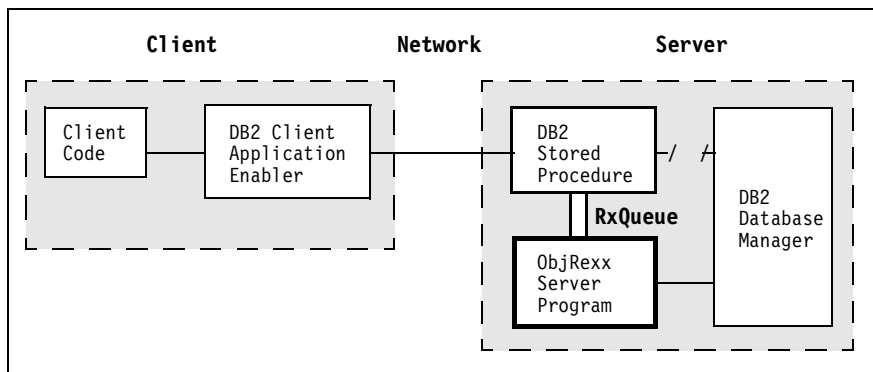 Client
Network
Server
Client
Code
DB2 Client
Application
Enabler
DB2
Stored
Procedure
/ /
RxQueue
ObjRexx
Server
Program
DB2
Database
Manager